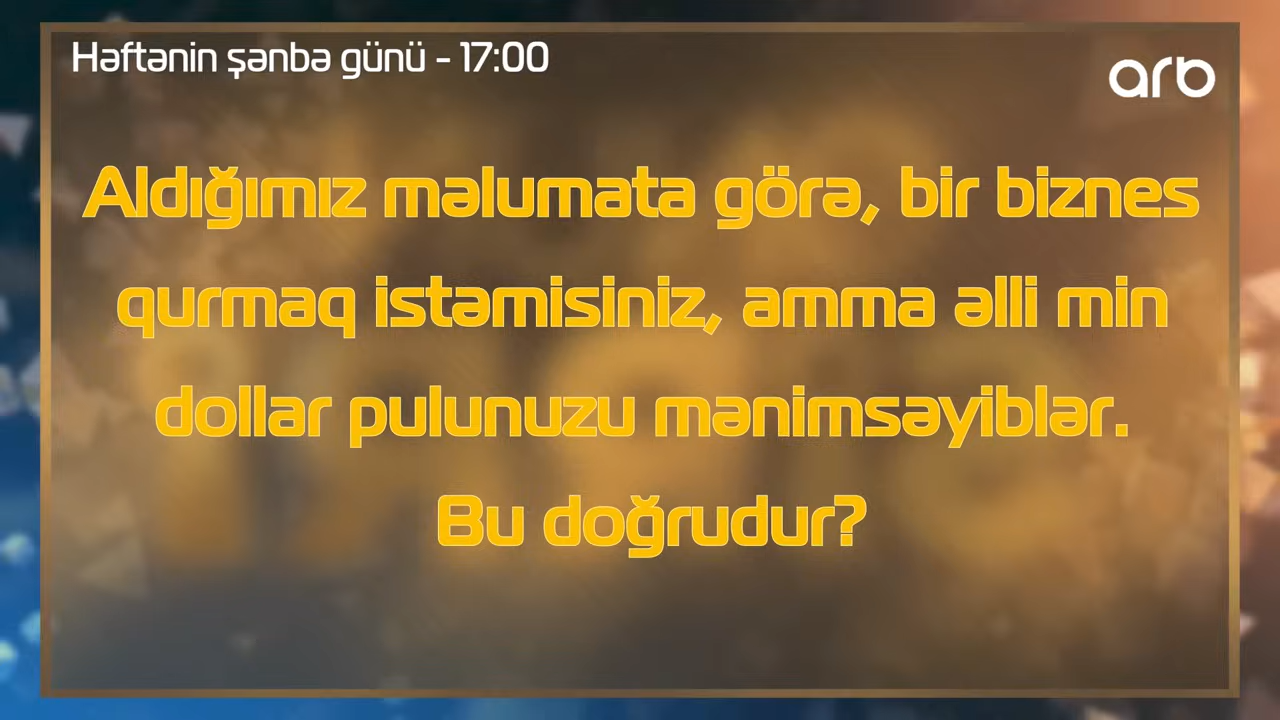 Həftənin şənbə günü - 17:00
arb
Aldığımız məlumata görə, bir biznes
qurmaq istəmisiniz, amma əlli min
dollar pulunuzu mənimsəyiblər.
Bu doğrudur?